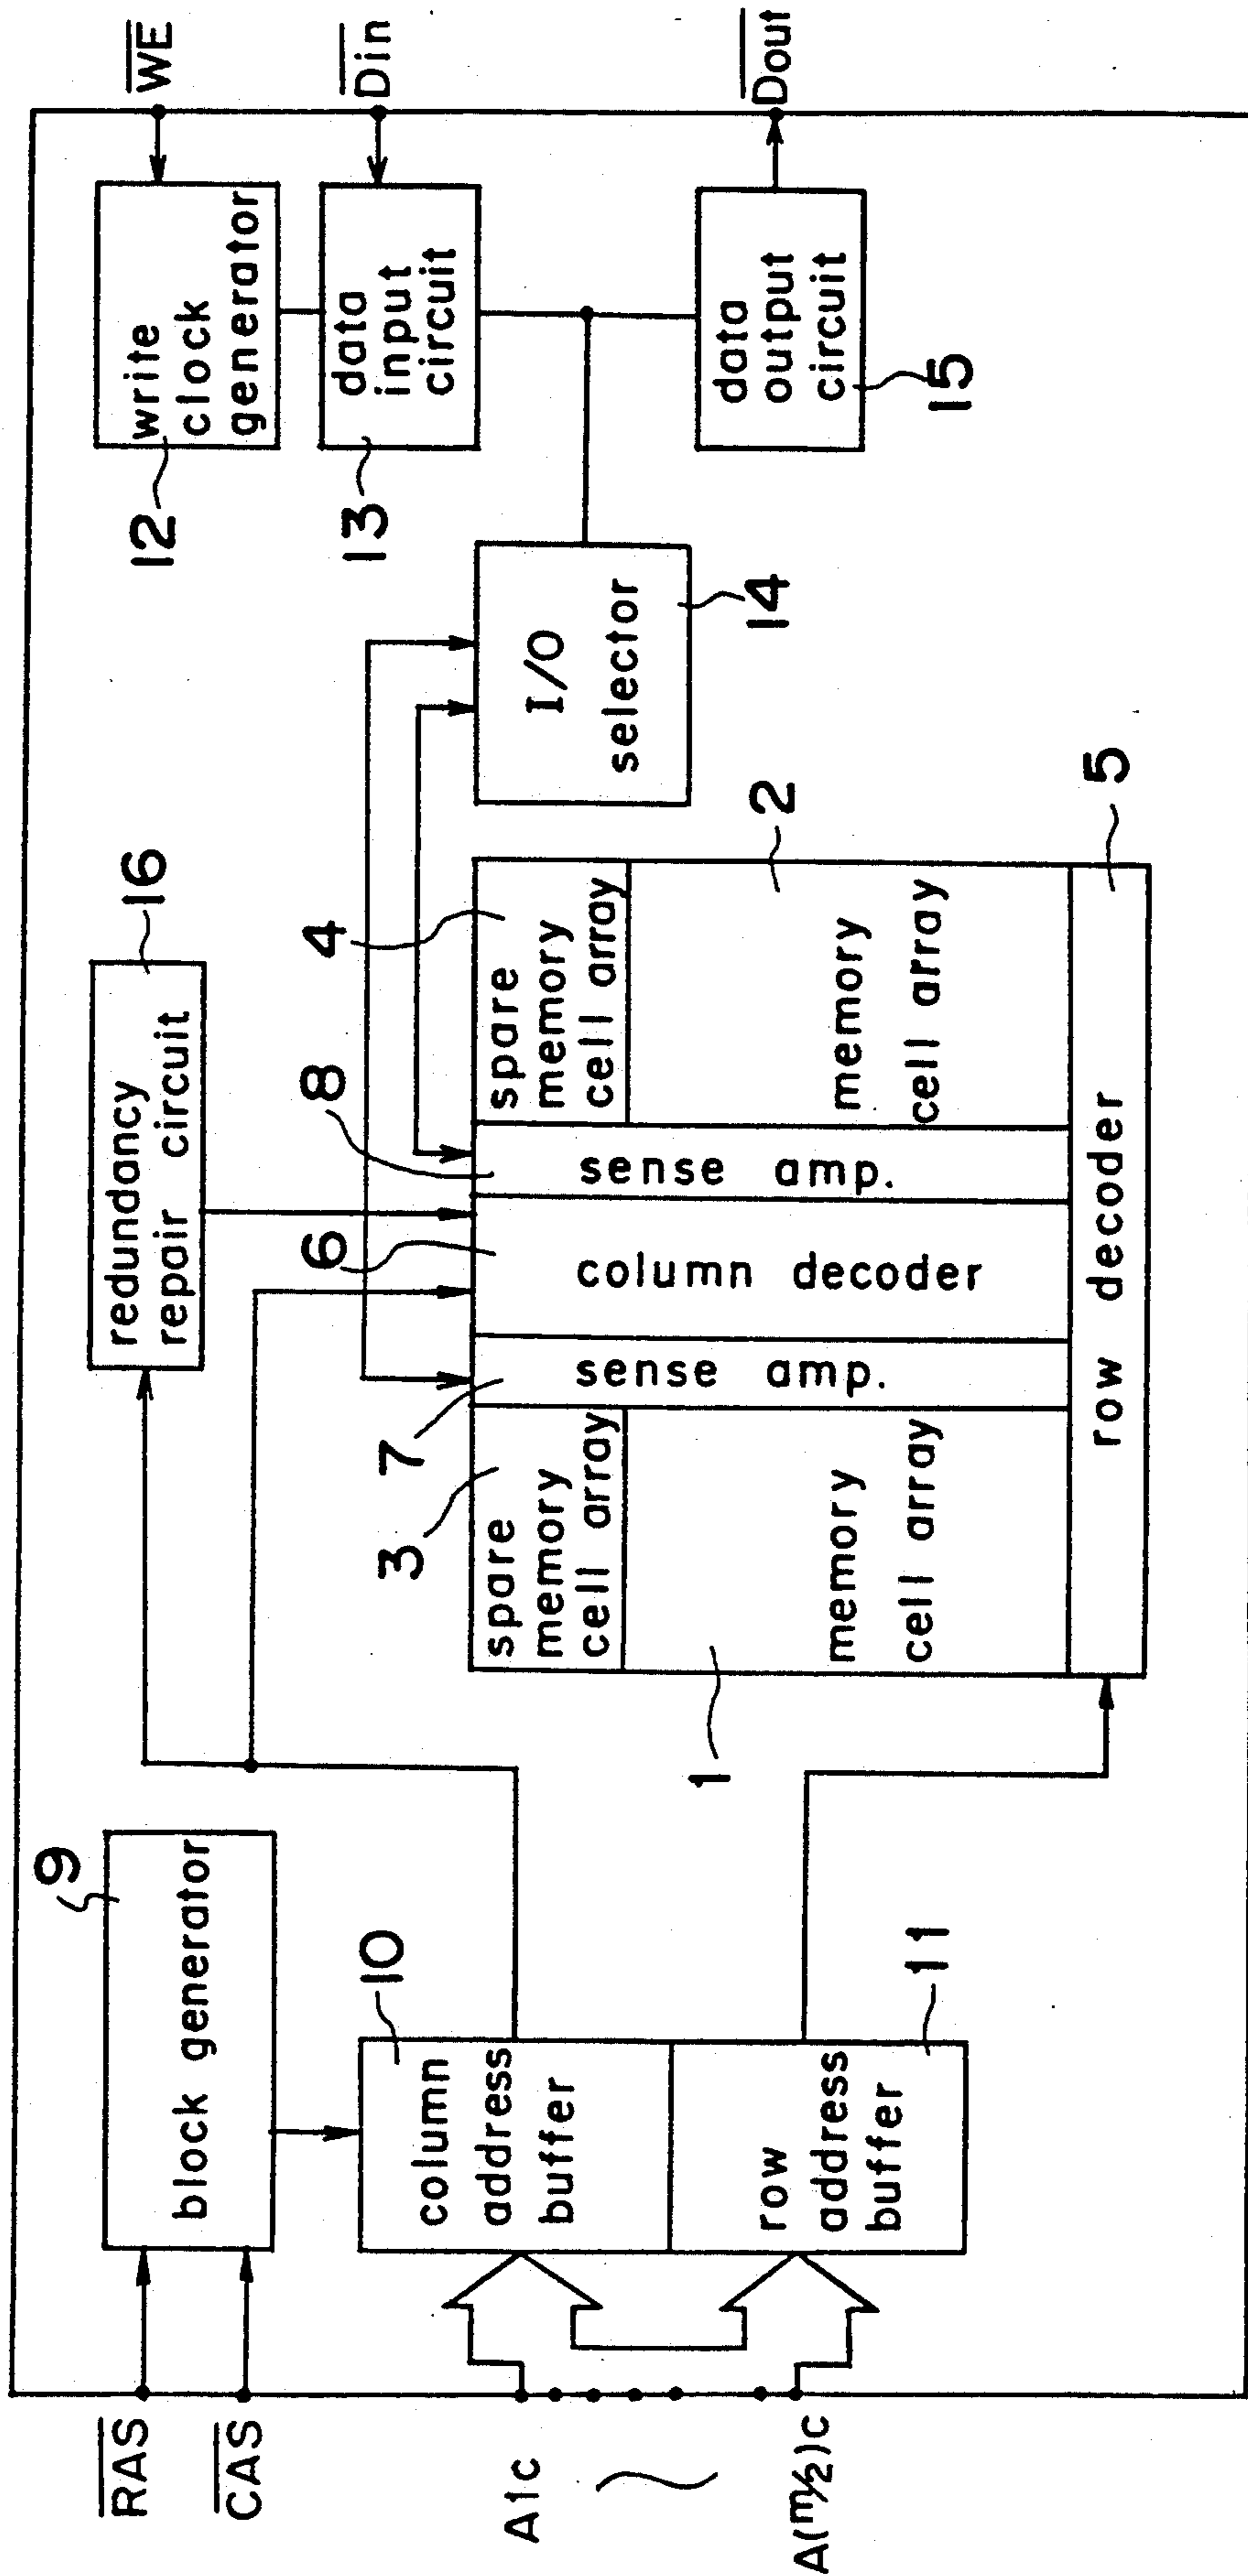 RAS
CAS
A1c
A(m/2)c
9
block generator
10
column
address
buffer
row
address
buffer
11
16
redundancy
repair circuit
3
7
6
8
4
spare
memory
cell array
sense amp.
column decoder
sense amp.
spare
memory
cell array
1
memory
cell array
2
memory
cell array
row decoder
5
I/O
selector
14
12
write
clock
generator
WE
13
data
input
circuit
Din
data
output
circuit
15
Dout